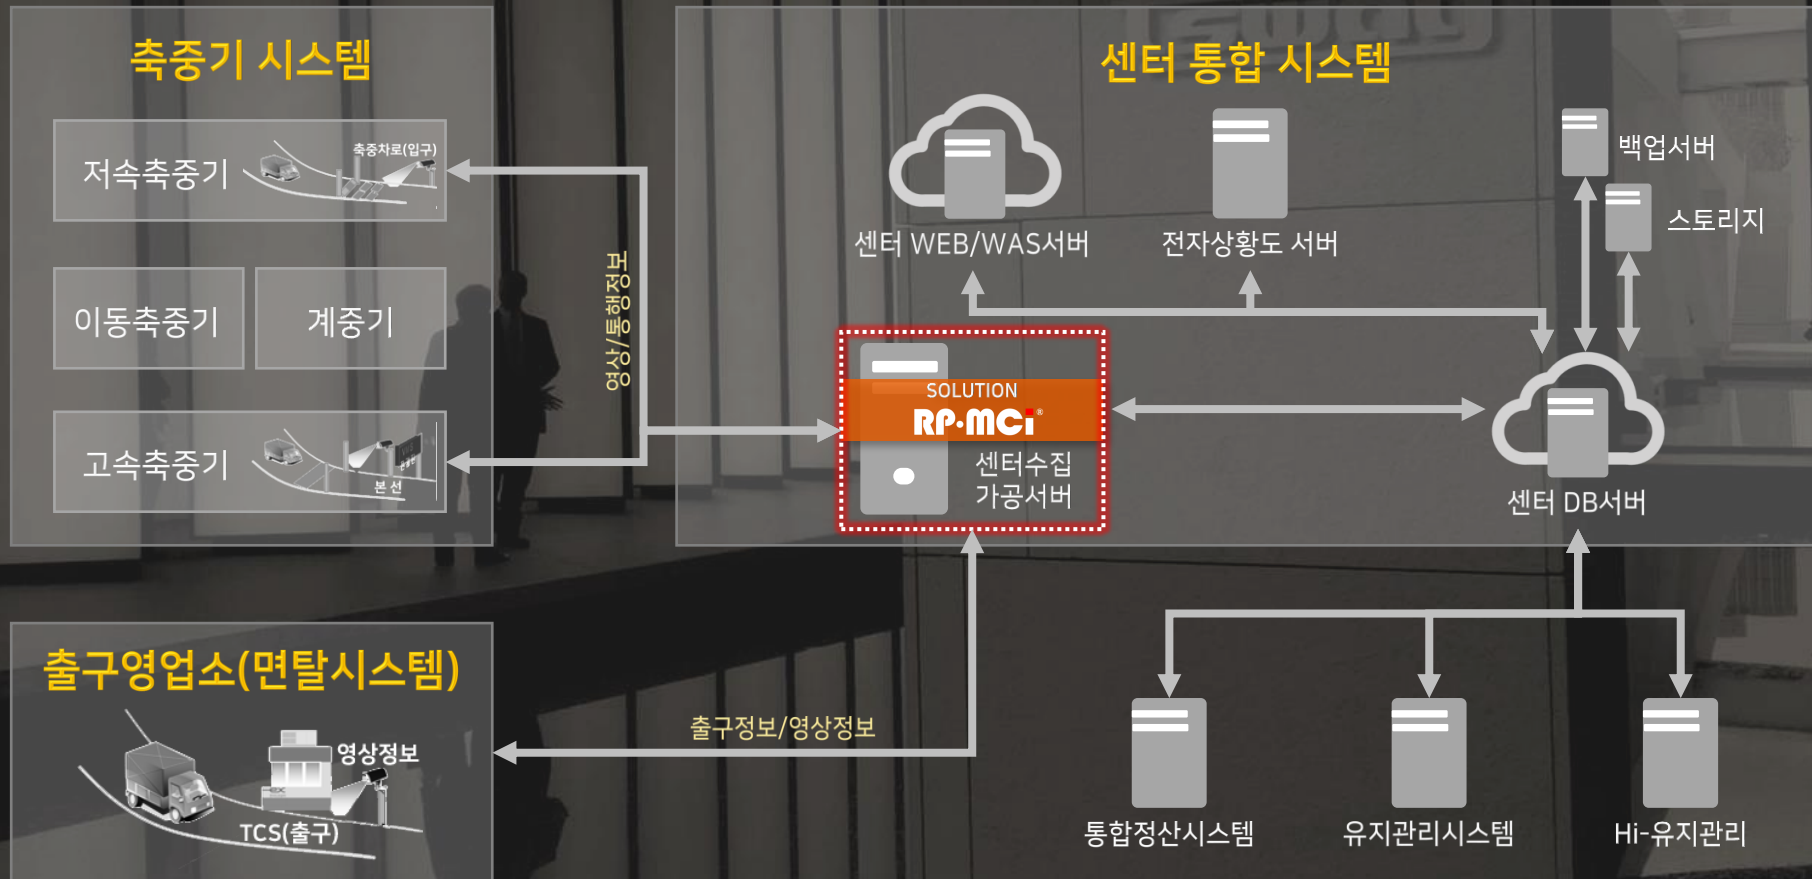 축중기 시스템
저속축중기
축중차로(입구)
이동축중기
계중기
고속축중기
본 선
영상/통행정보
센터 통합 시스템
센터 WEB/WAS서버
전자상황도 서버
백업서버
스토리지
SOLUTION
RP·MCi®
센터수집
가공서버
센터 DB서버
출구영업소(면탈시스템)
영상정보
TCS(출구)
출구정보/영상정보
통합정산시스템
유지관리시스템
Hi-유지관리